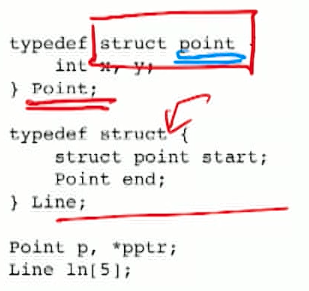 typedef struct point {
int x, y;
} Point;
typedef struct {
struct point start;
Point end;
} Line;
Point p, *pptr;
Line ln[5];